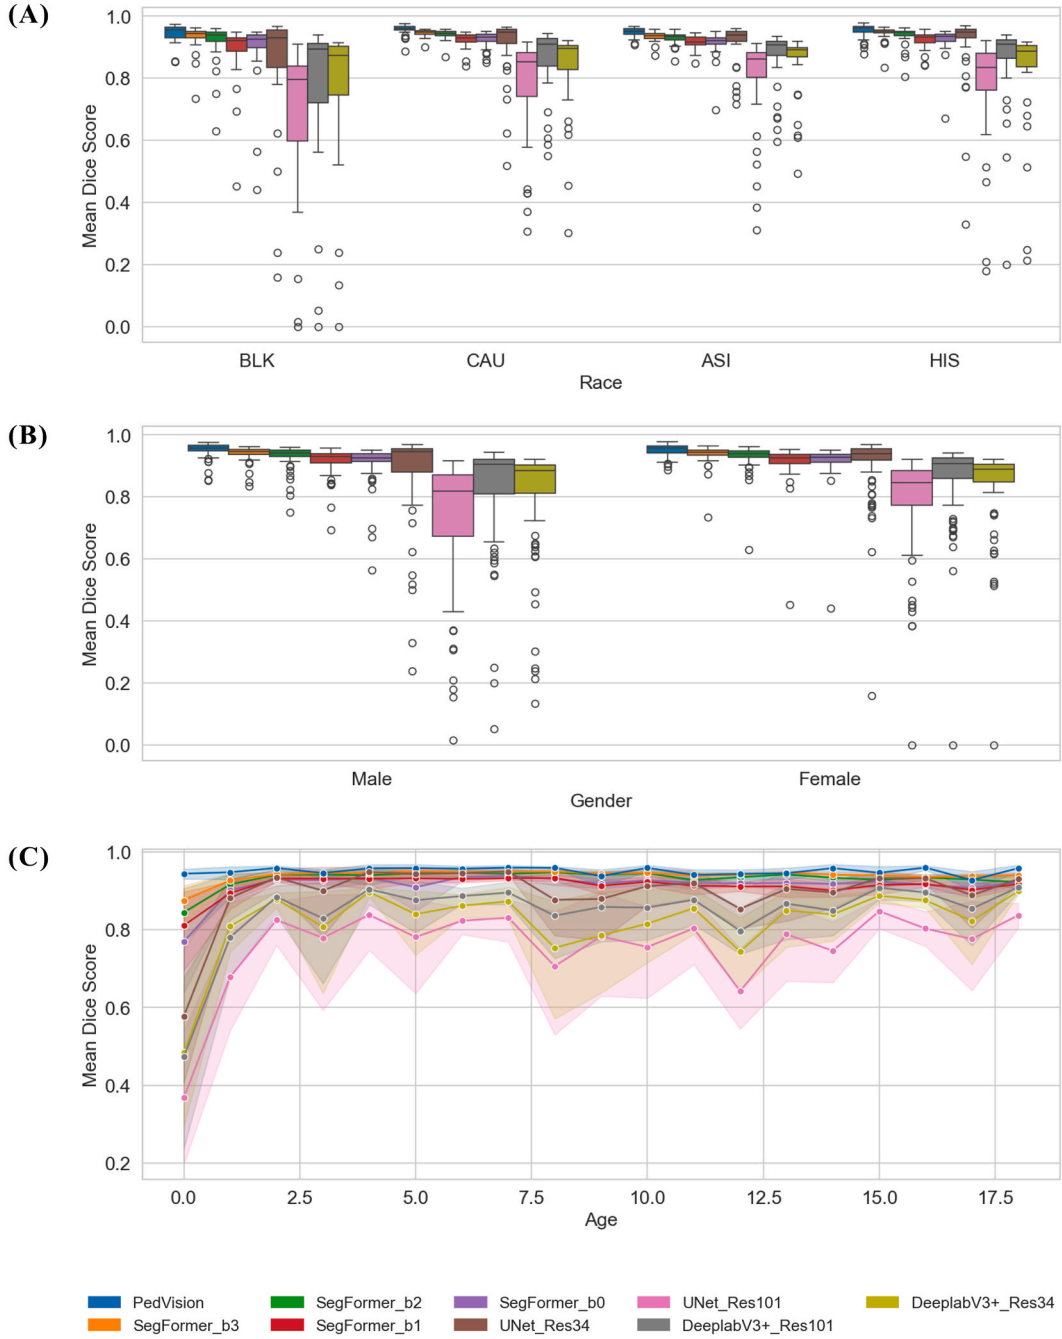 (A)
1.0
0.8
0.6
0.4
0.2
0.0
Mean Dice Score
BLK CAU ASI HIS
Race
(B)
1.0
0.8
0.6
0.4
0.2
0.0
Mean Dice Score
Male Female
Gender
(C)
1.0
0.8
0.6
0.4
0.2
Mean Dice Score
0.0 2.5 5.0 7.5 10.0 12.5 15.0 17.5
Age
PedVision SegFormer_b2 SegFormer_b0 UNet_Res101 DeeplabV3+_Res34
SegFormer_b3 SegFormer_b1 UNet_Res34 DeeplabV3+_Res101